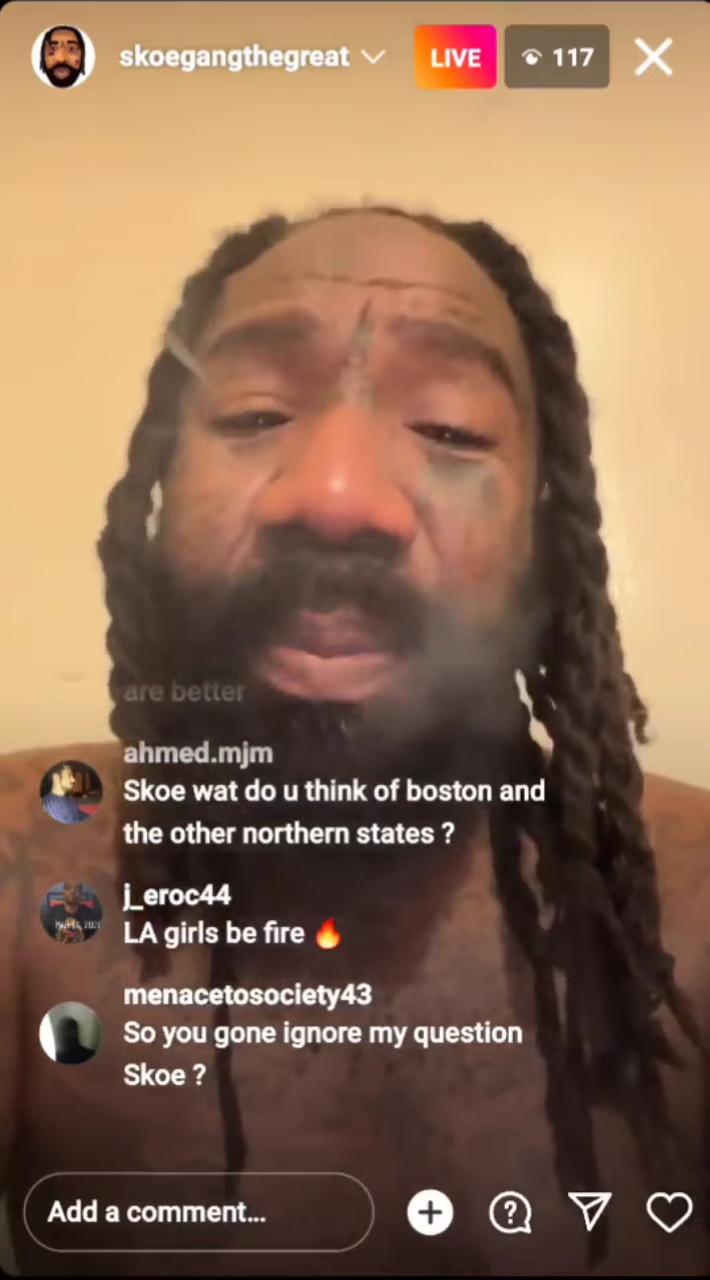 skoegangthegreat
LIVE
117
are better
ahmed.mjm
Skoe wat do u think of boston and
the other northern states ?
j_eroc44
LA girls be fire 🔥
menacetosociety43
So you gone ignore my question
Skoe ?
Add a comment...